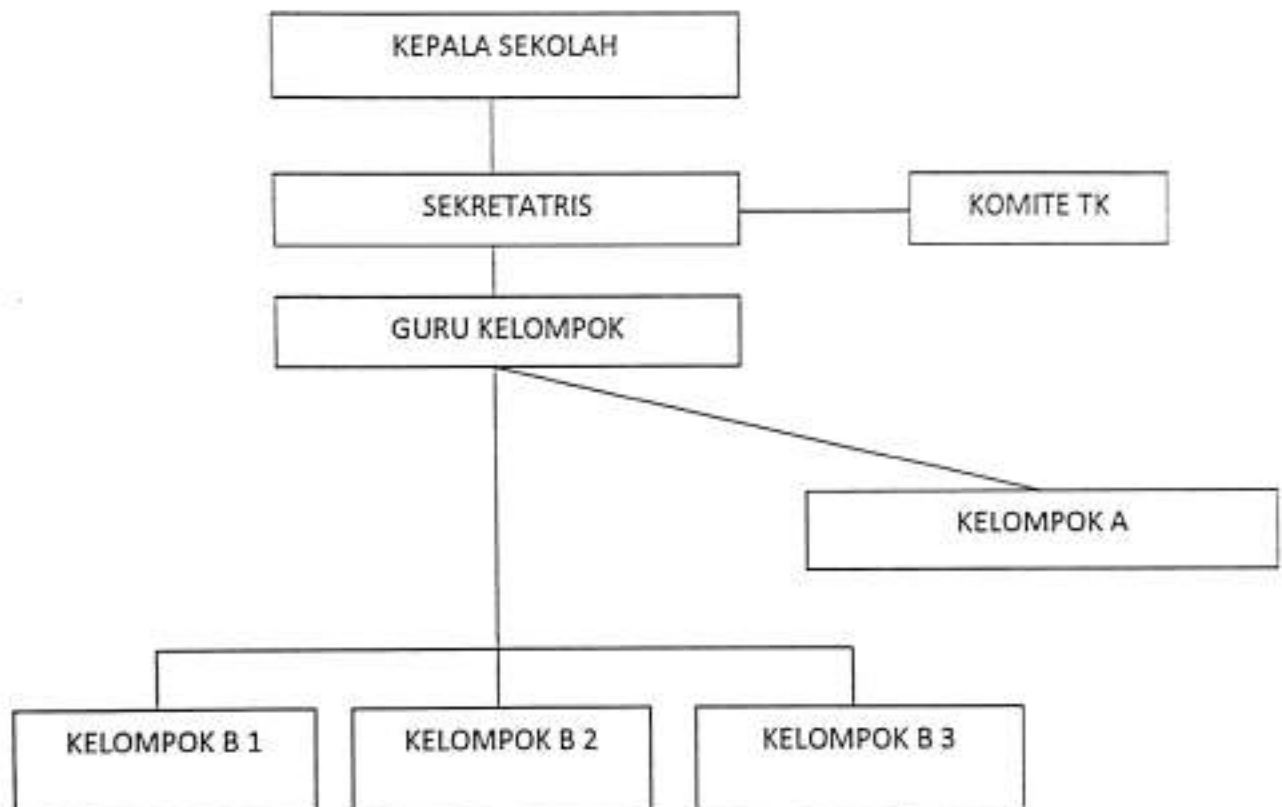 KEPALA SEKOLAH
SEKRETATRIS
KOMITE TK
GURU KELOMPOK
KELOMPOK A
KELOMPOK B 1
KELOMPOK B 2
KELOMPOK B 3